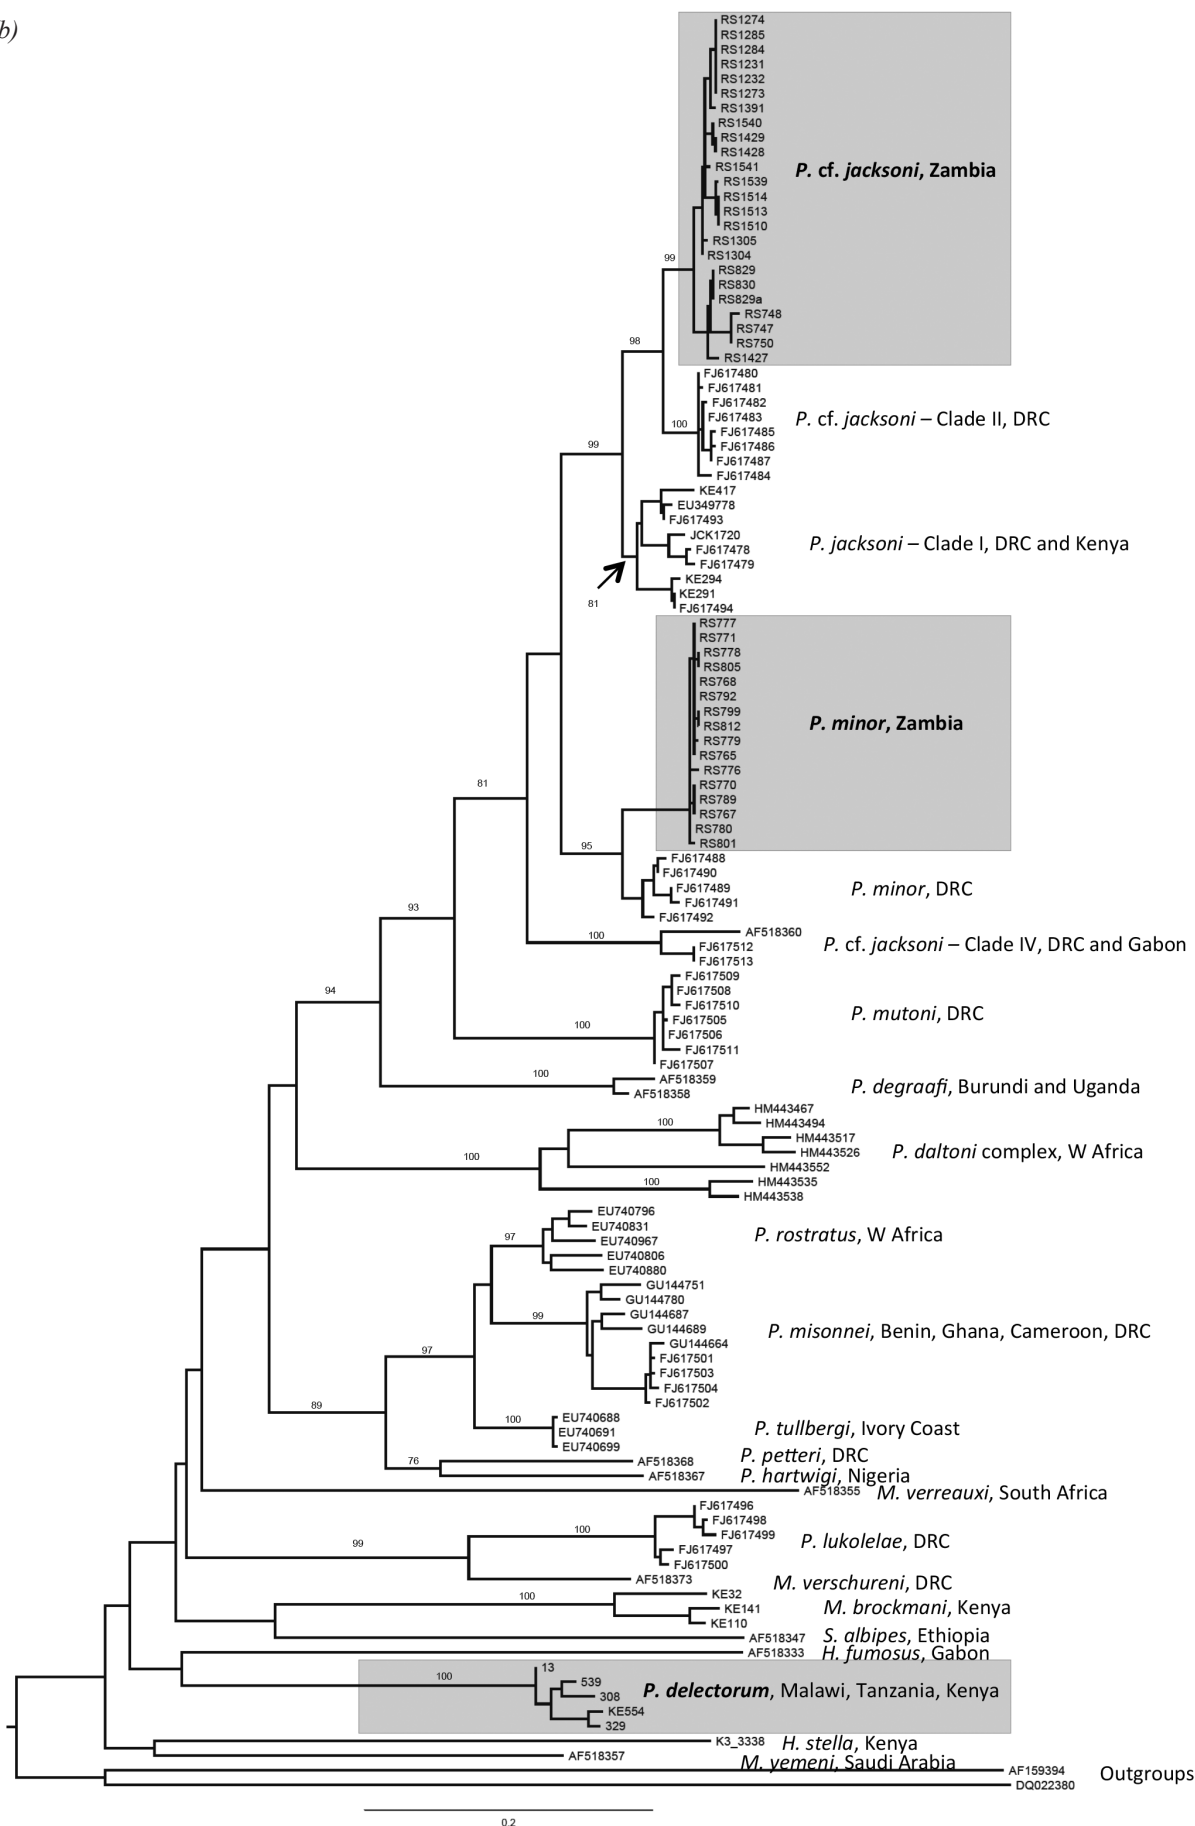 b)
RS1274
RS1285
RS1284
RS1231
RS1232
RS1273
RS1391
RS1540
RS1429
RS1428
RS1541
P. cf. jacksoni, Zambia
RS1539
RS1514
RS1513
RS1510
RS1305
RS1304
99
RS829
RS830
RS829a
RS748
RS747
98
RS750
RS1427
FJ617480
FJ617481
FJ617482
FJ617483
P. cf. jacksoni – Clade II, DRC
100
FJ617485
FJ617486
99
FJ617487
FJ617484
KE417
EU349778
FJ617493
JCK1720
P. jacksoni – Clade I, DRC and Kenya
FJ617478
FJ617479
KE294
KE291
81
FJ617494
RS777
RS771
RS778
RS805
RS768
RS792
RS799
P. minor, Zambia
RS812
RS779
RS765
RS776
81
RS770
RS789
RS767
RS780
RS801
95
FJ617488
FJ617490
FJ617489
P. minor, DRC
FJ617491
93
FJ617492
AF518360
100
P. cf. jacksoni – Clade IV, DRC and Gabon
FJ617512
FJ617513
FJ617509
94
FJ617508
FJ617510
P. mutoni, DRC
FJ617505
100
FJ617506
FJ617511
FJ617507
100
AF518359
P. degraafi, Burundi and Uganda
AF518358
HM443467
100
HM443494
HM443517
P. daltoni complex, W Africa
HM443526
100
HM443552
100
HM443535
HM443538
EU740796
EU740831
P. rostratus, W Africa
97
EU740967
EU740806
EU740880
GU144751
GU144780
99
GU144687
GU144689
P. misonnei, Benin, Ghana, Cameroon, DRC
97
GU144664
FJ617501
FJ617503
FJ617504
89
FJ617502
100
EU740688
P. tullbergi, Ivory Coast
EU740691
EU740699
P. petteri, DRC
76
AF518368
AF518367
P. hartwigi, Nigeria
AF518355
M. verreauxi, South Africa
FJ617496
FJ617498
100
FJ617499
P. lukolelae, DRC
99
FJ617497
FJ617500
AF518373
M. verschureni, DRC
100
KE32
KE141
M. brockmani, Kenya
KE110
AF518347
S. albipes, Ethiopia
AF518333
H. fumosus, Gabon
13
100
539
P. delectorum, Malawi, Tanzania, Kenya
308
KE554
329
K3_3338
H. stella, Kenya
AF518357
M. yemeni, Saudi Arabia
AF159394
Outgroups
DQ022380
0.2